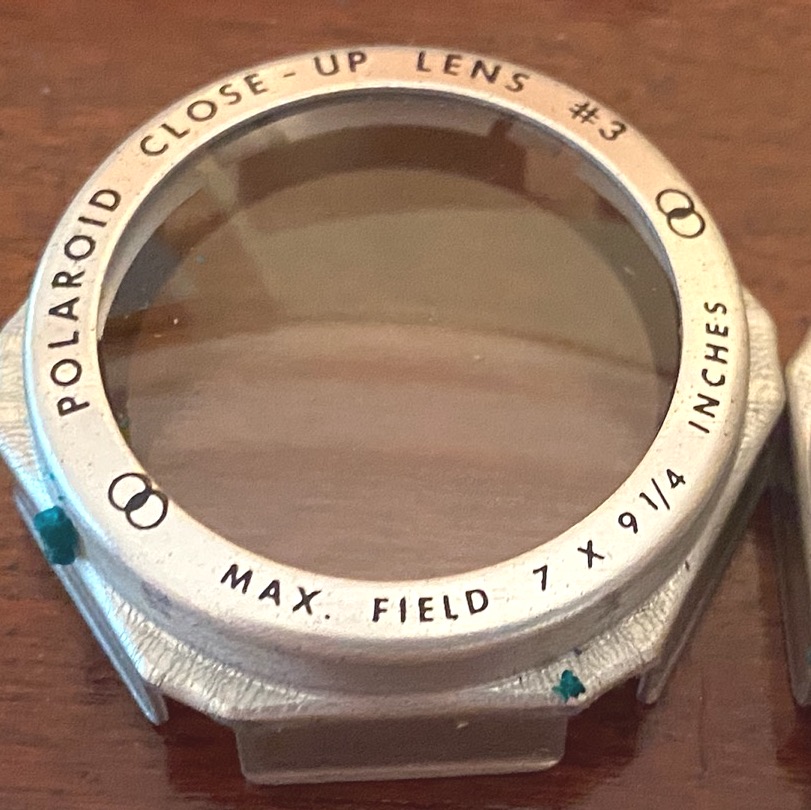 POLAROID CLOSE-UP LENS #3
MAX. FIELD 7 X 9 1/4 INCHES